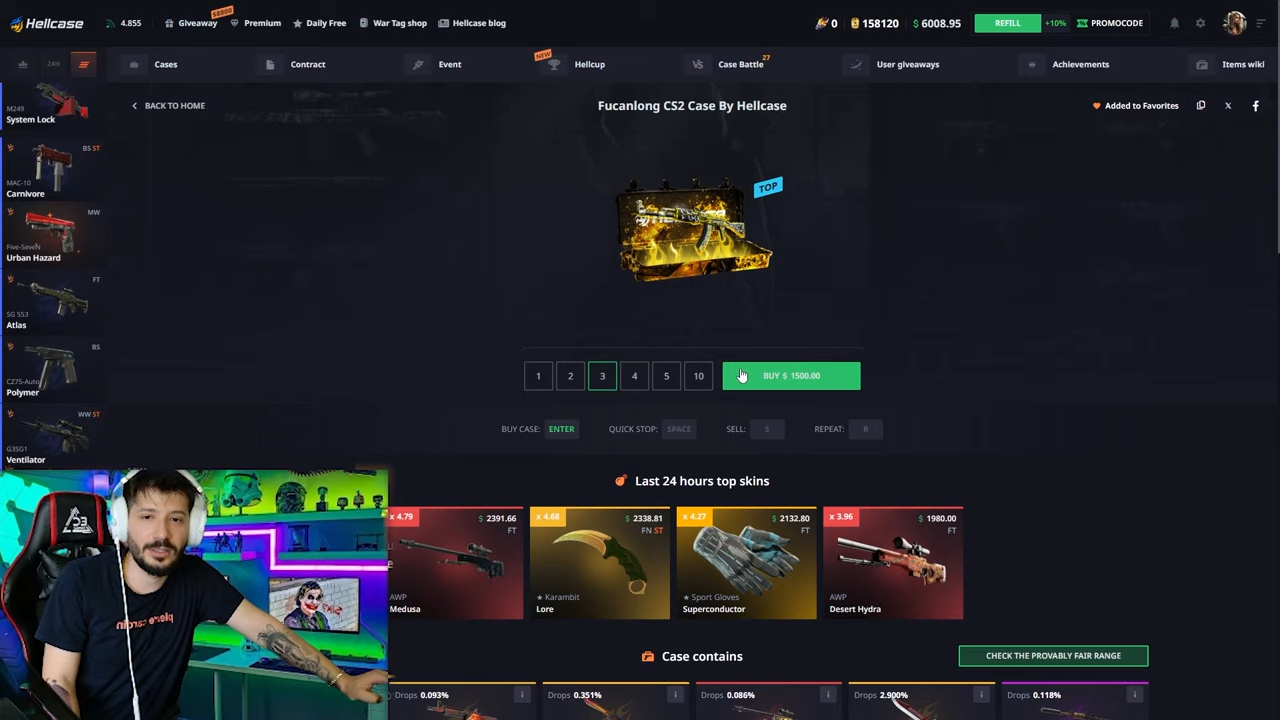 Hellcase
4.855
Giveaway
$8800
Premium
Daily Free
War Tag shop
Hellcase blog
0
158120
$ 6008.95
REFILL
+10%
PROMOCODE
24H
Cases
Contract
Event
NEW
Hellcup
Case Battle
27
User giveaways
Achievements
Items wiki
BACK TO HOME
Fucanlong CS2 Case By Hellcase
Added to Favorites
M249
System Lock
BS ST
MAC-10
Carnivore
MW
Five-SeveN
Urban Hazard
FT
SG 553
Atlas
BS
CZ75-Auto
Polymer
WW ST
G3SG1
Ventilator
TOP
1
2
3
4
5
10
BUY $ 1500.00
BUY CASE:
ENTER
QUICK STOP:
SPACE
SELL:
S
REPEAT:
R
Last 24 hours top skins
x 4.79
$ 2391.66
FT
AWP
Medusa
x 4.68
$ 2338.81
FN ST
★ Karambit
Lore
x 4.27
$ 2132.80
FT
★ Sport Gloves
Superconductor
x 3.96
$ 1980.00
FT
AWP
Desert Hydra
Case contains
CHECK THE PROVABLY FAIR RANGE
Drops 0.093%
Drops 0.351%
Drops 0.086%
Drops 2.900%
Drops 0.118%
pierre cardin